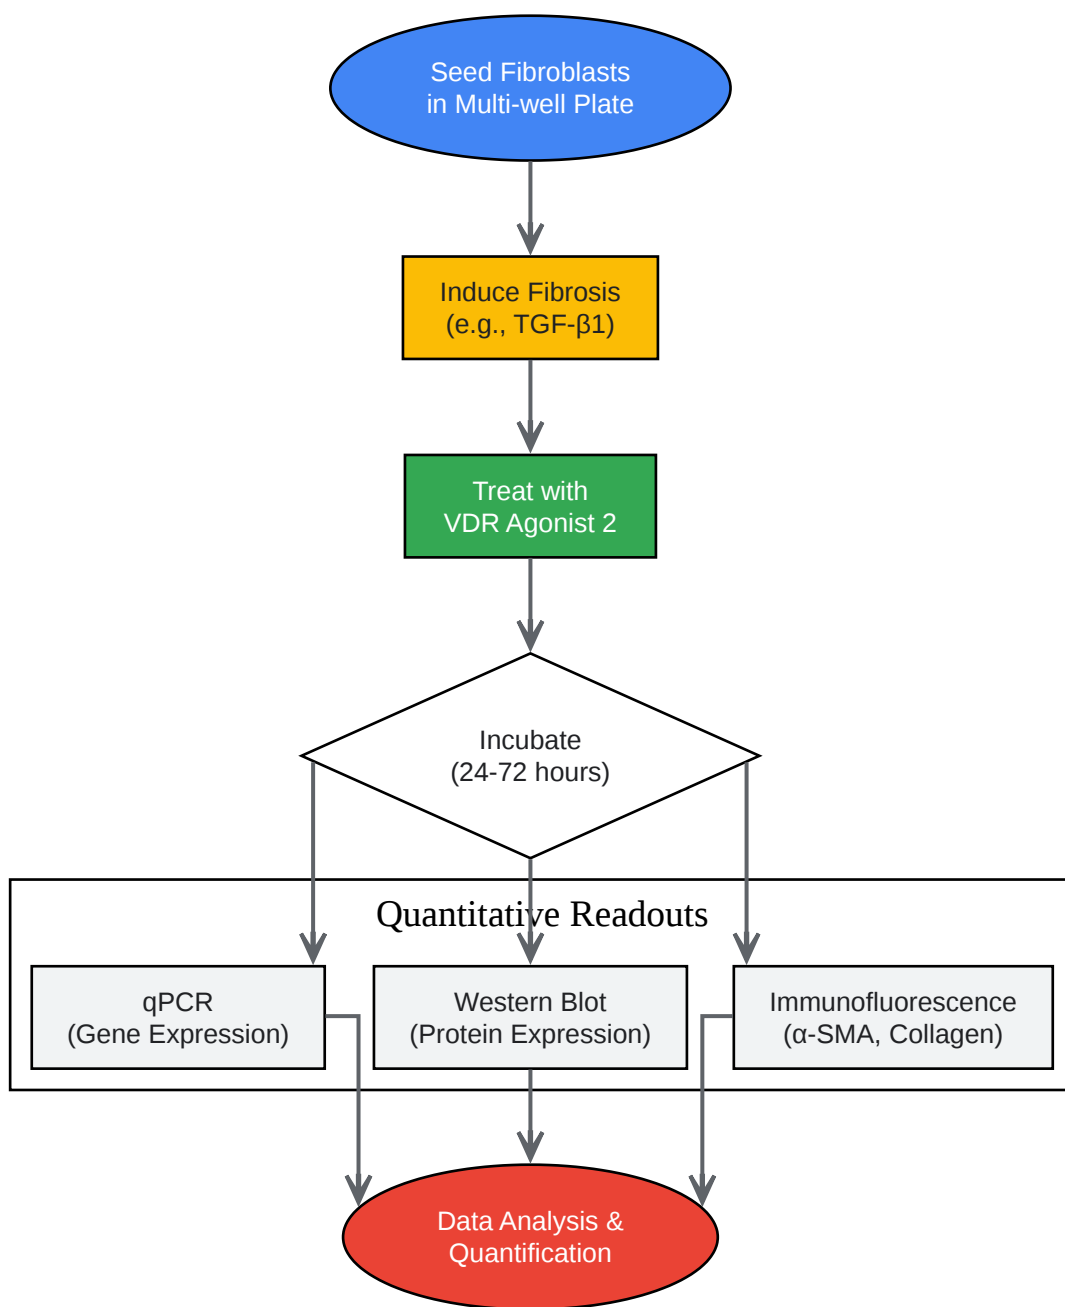 Seed Fibroblasts
in Multi-well Plate
Induce Fibrosis
(e.g., TGF-β1)
Treat with
VDR Agonist 2
Incubate
(24-72 hours)
Quantitative Readouts
qPCR
(Gene Expression)
Western Blot
(Protein Expression)
Immunofluorescence
(α-SMA, Collagen)
Data Analysis &
Quantification